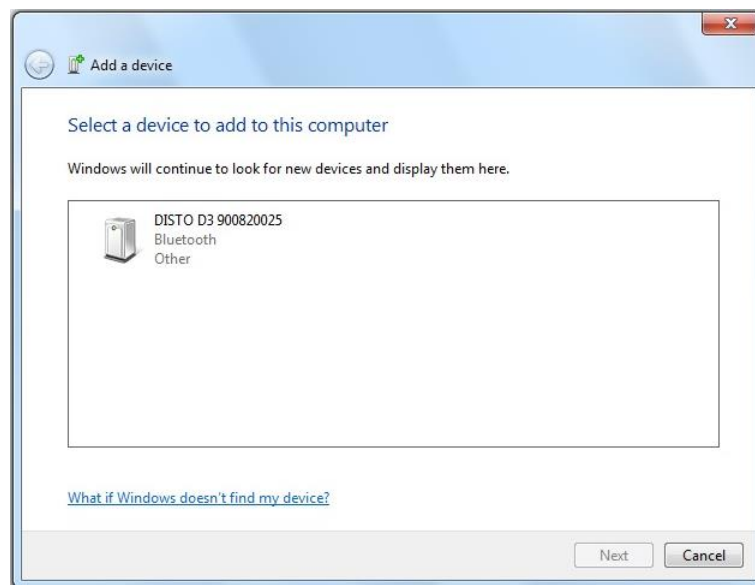 Add a device
Select a device to add to this computer
Windows will continue to look for new devices and display them here.
DISTO D3 900820025
Bluetooth
Other
What if Windows doesn't find my device?
Next
Cancel